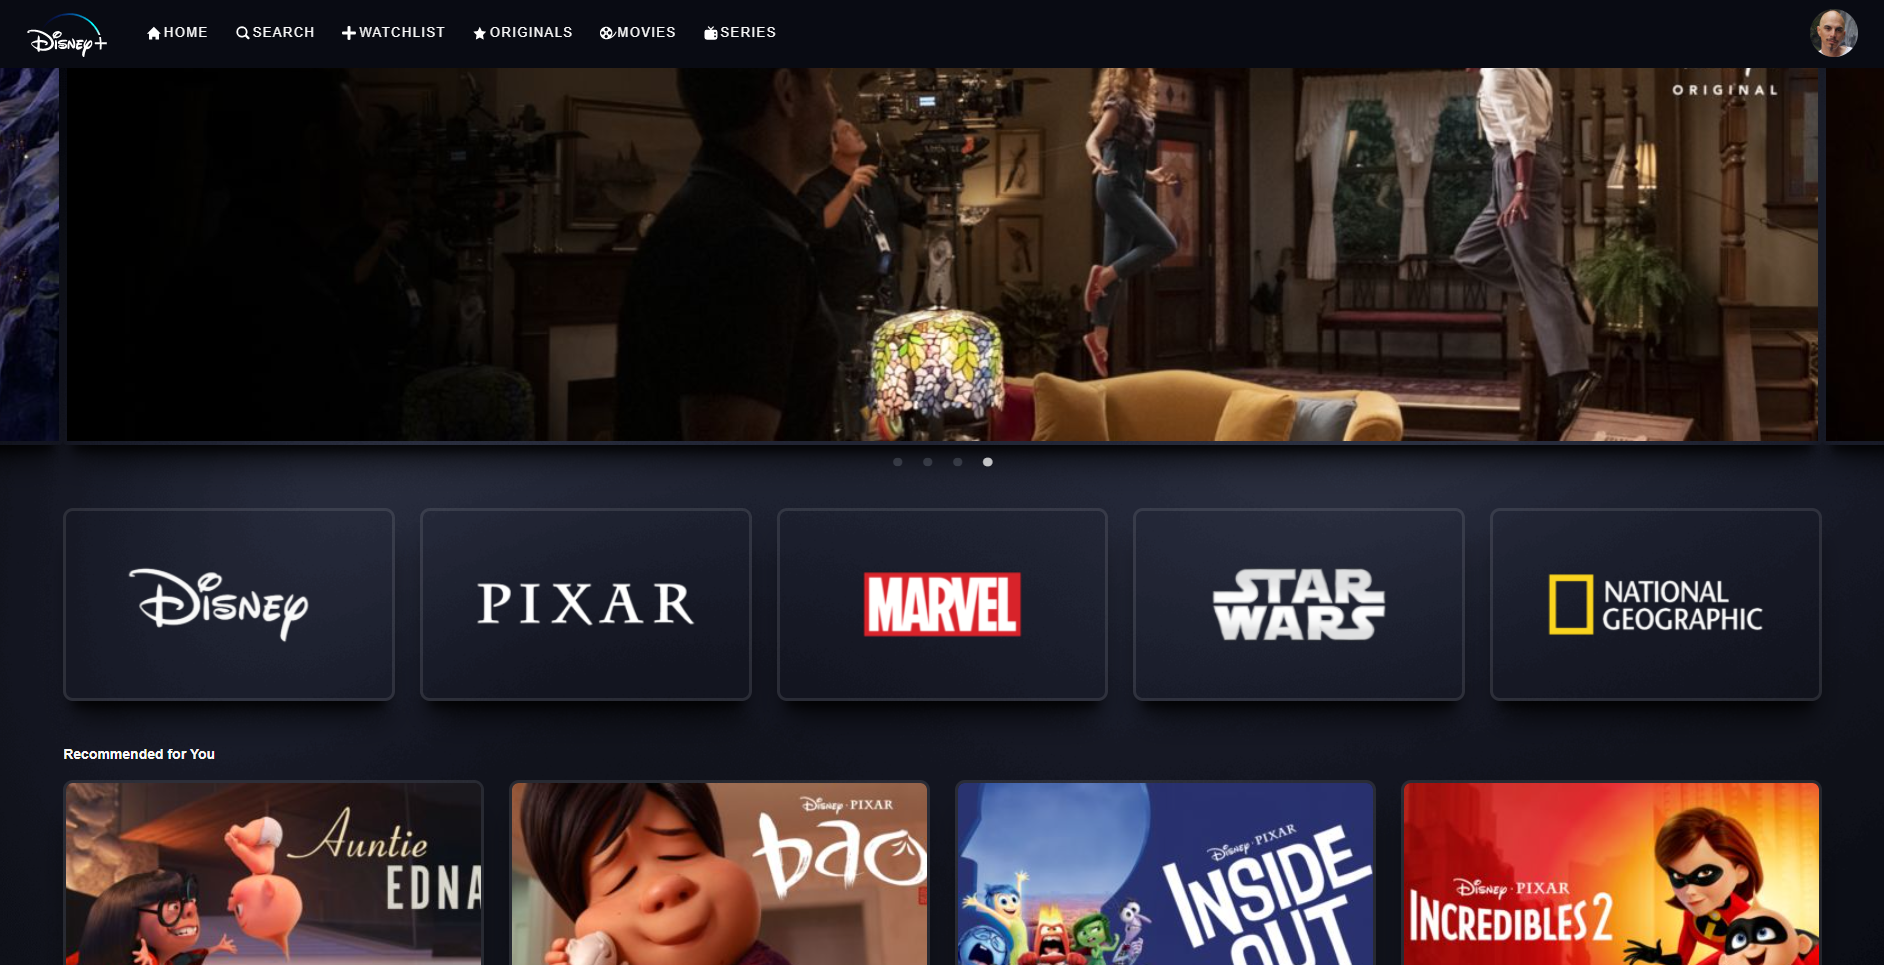 Disney+
HOME
SEARCH
WATCHLIST
ORIGINALS
MOVIES
SERIES
ORIGINAL
Disney
PIXAR
MARVEL
STAR
WARS
NATIONAL
GEOGRAPHIC
Recommended for You
Auntie
EDNA
Disney · PIXAR
bao
Disney · PIXAR
INSIDE
OUT
Disney · PIXAR
INCREDIBLES 2